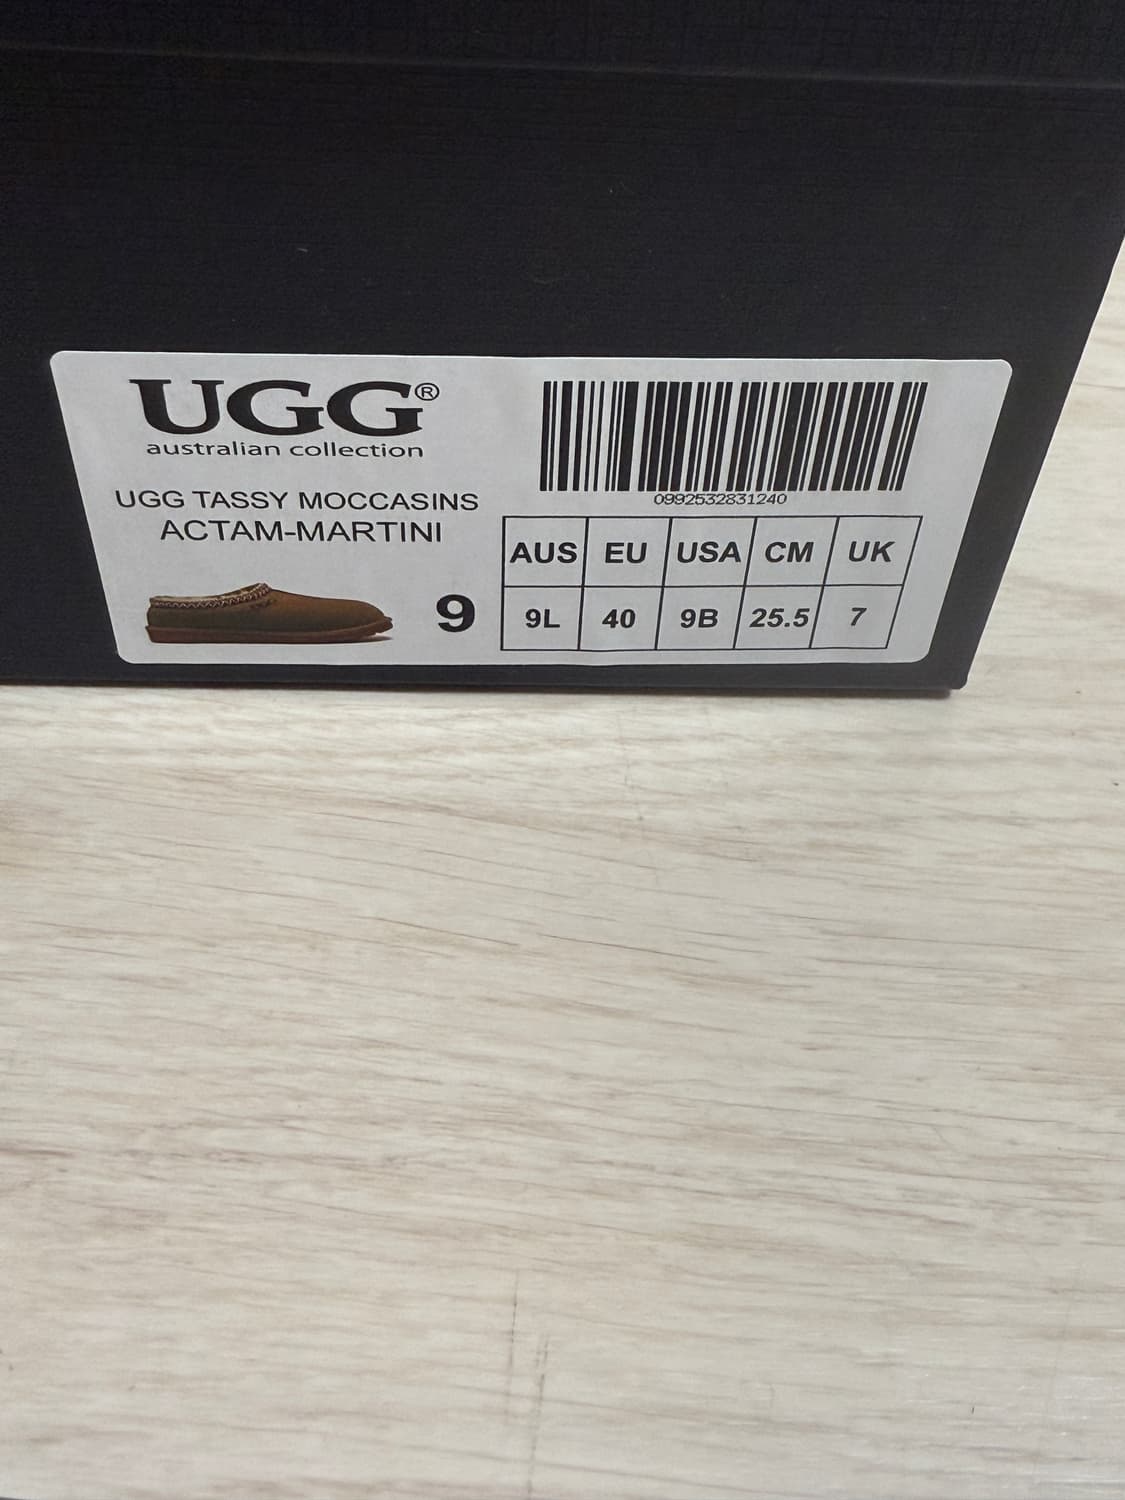 UGG®
australian collection
UGG TASSY MOCCASINS
ACTAM-MARTINI
9
0992532831240
AUS EU USA CM UK
9L 40 9B 25.5 7